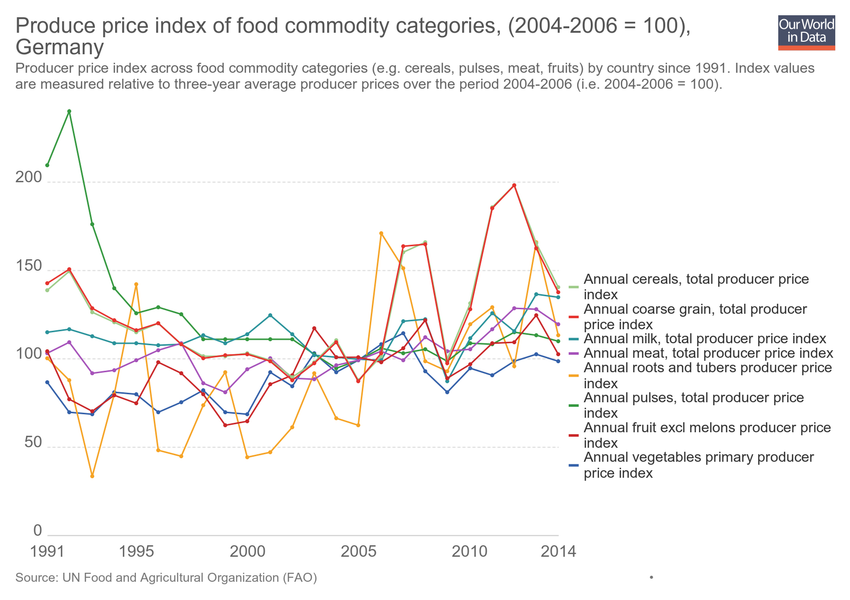 Produce price index of food commodity categories, (2004-2006 = 100),
Germany
Our World
in Data
Producer price index across food commodity categories (e.g. cereals, pulses, meat, fruits) by country since 1991. Index values
are measured relative to three-year average producer prices over the period 2004-2006 (i.e. 2004-2006 = 100).
200
150
100
50
0
1991 1995 2000 2005 2010 2014
Annual cereals, total producer price
index
Annual coarse grain, total producer
price index
Annual milk, total producer price index
Annual meat, total producer price index
Annual roots and tubers producer price
index
Annual pulses, total producer price
index
Annual fruit excl melons producer price
index
Annual vegetables primary producer
price index
Source: UN Food and Agricultural Organization (FAO)